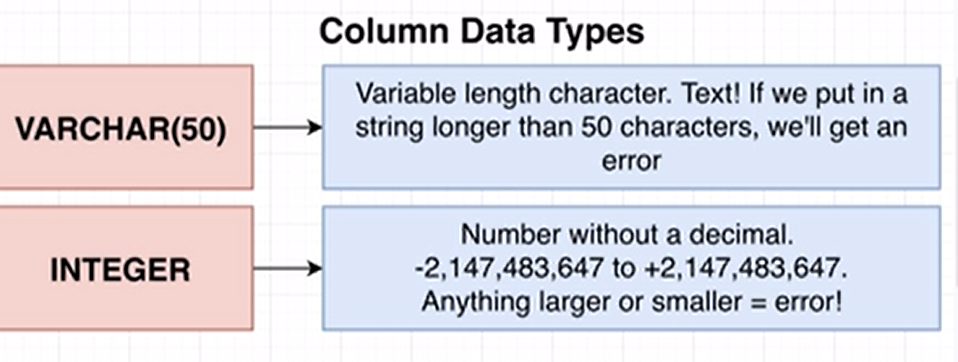 Column Data Types
VARCHAR(50)
Variable length character. Text! If we put in a
string longer than 50 characters, we'll get an
error
INTEGER
Number without a decimal.
-2,147,483,647 to +2,147,483,647.
Anything larger or smaller = error!